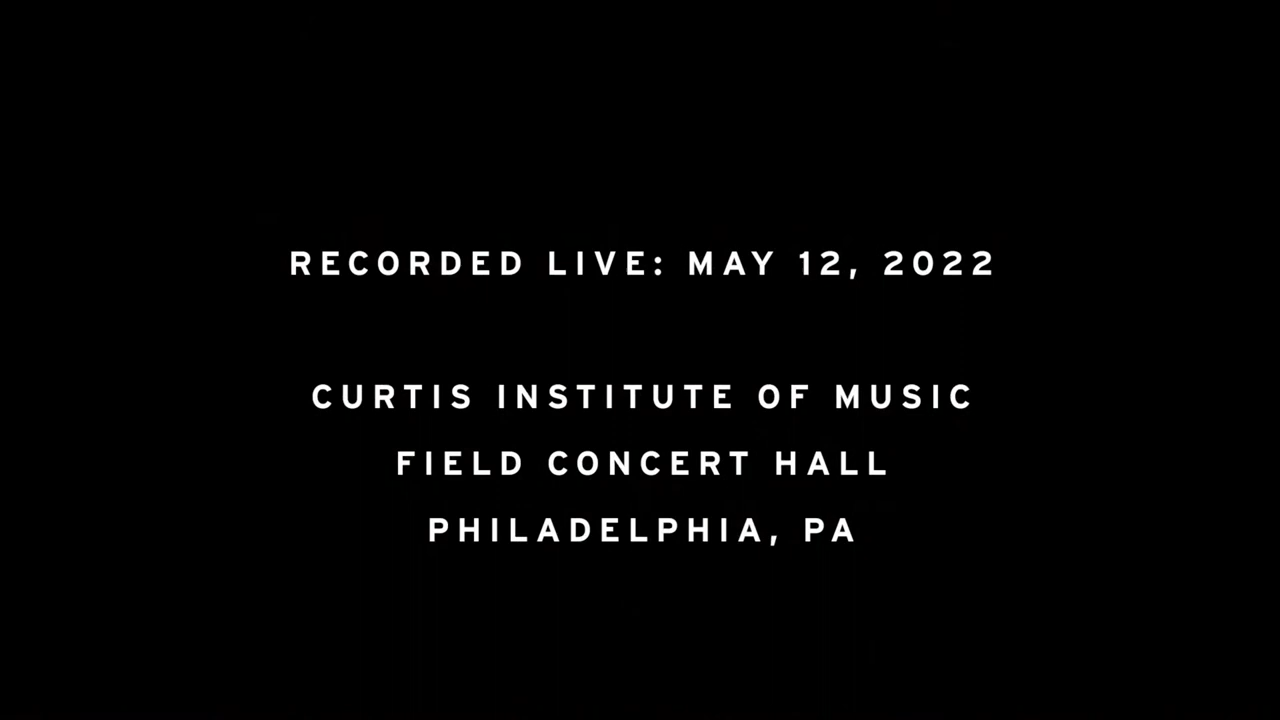 RECORDED LIVE: MAY 12, 2022
CURTIS INSTITUTE OF MUSIC
FIELD CONCERT HALL
PHILADELPHIA, PA